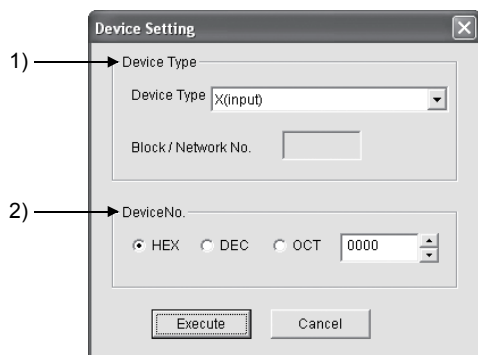 Device Setting
1)
Device Type
Device Type X(input)
Block / Network No.
2)
DeviceNo.
HEX DEC OCT 0000
Execute Cancel